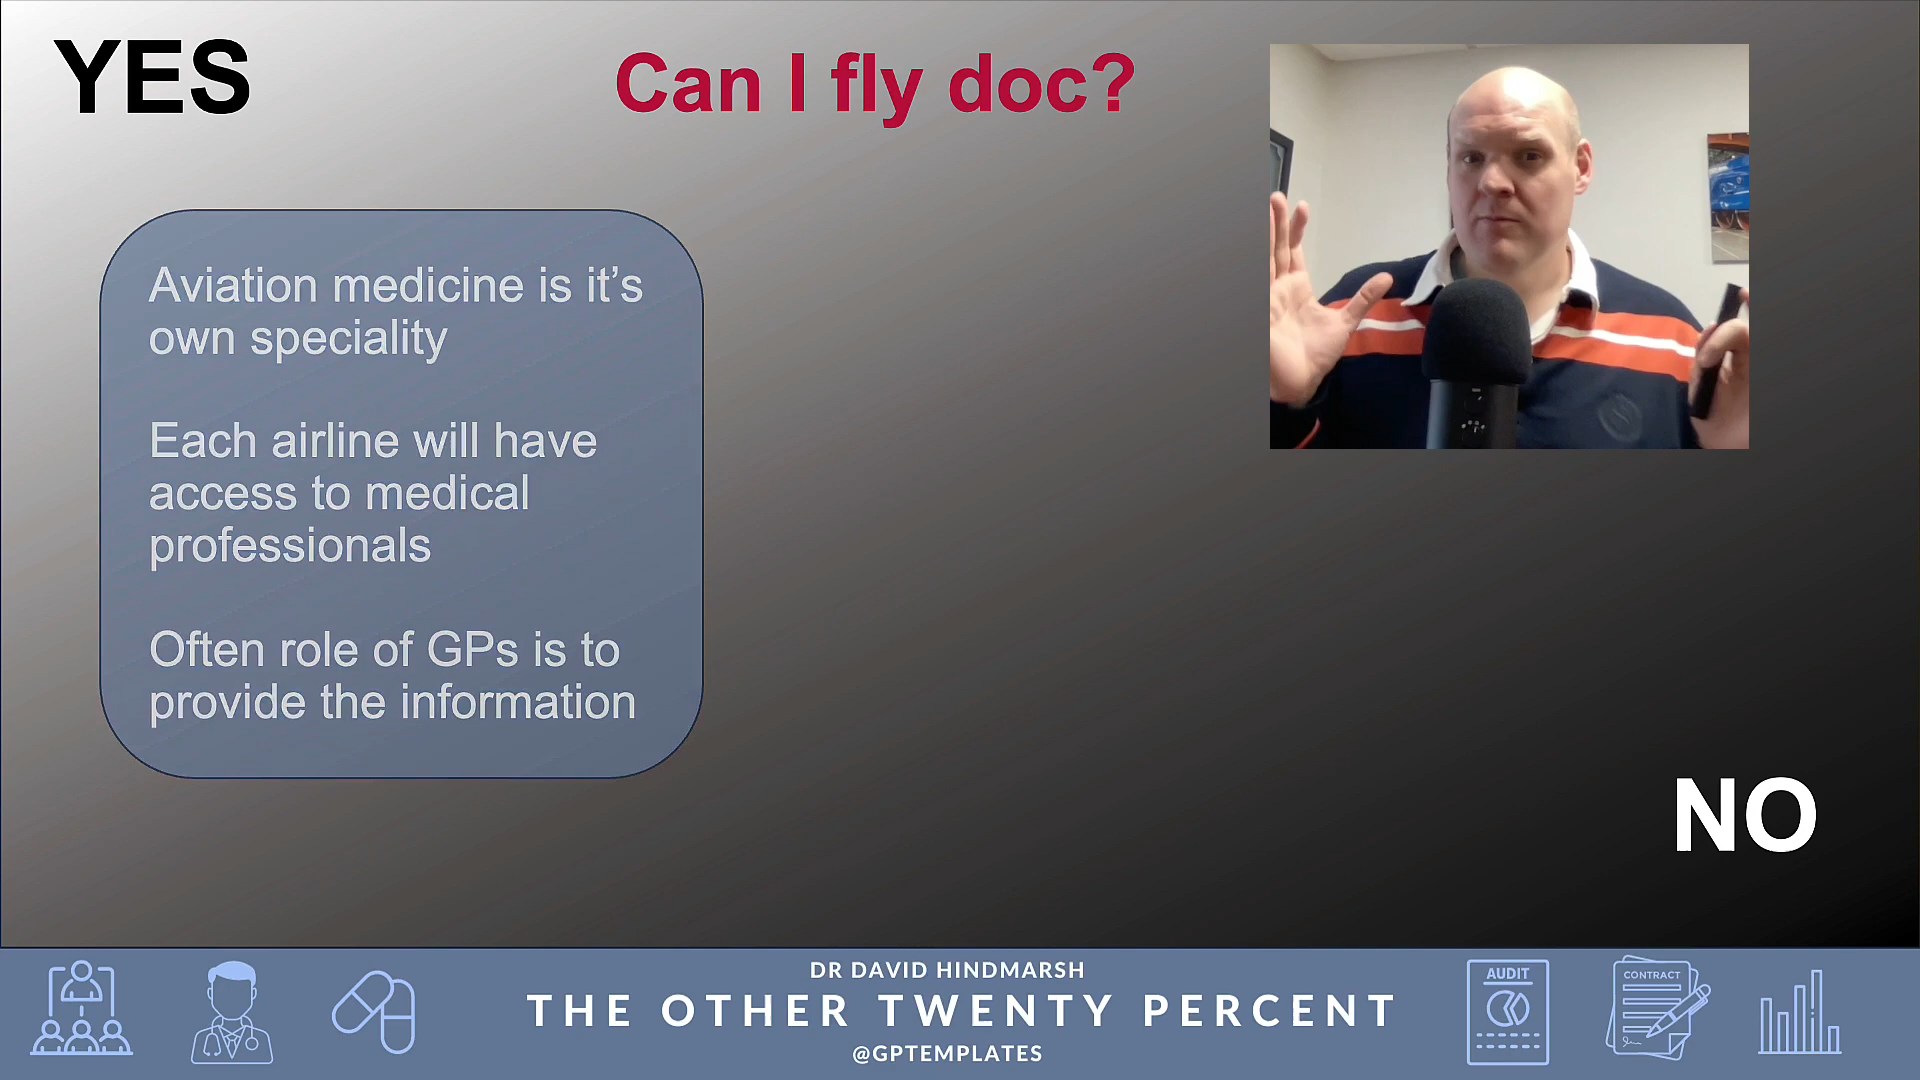 YES
Can I fly doc?
Aviation medicine is it’s
own speciality
Each airline will have
access to medical
professionals
Often role of GPs is to
provide the information
NO
DR DAVID HINDMARSH
THE OTHER TWENTY PERCENT
@GPTEMPLATES
AUDIT
CONTRACT